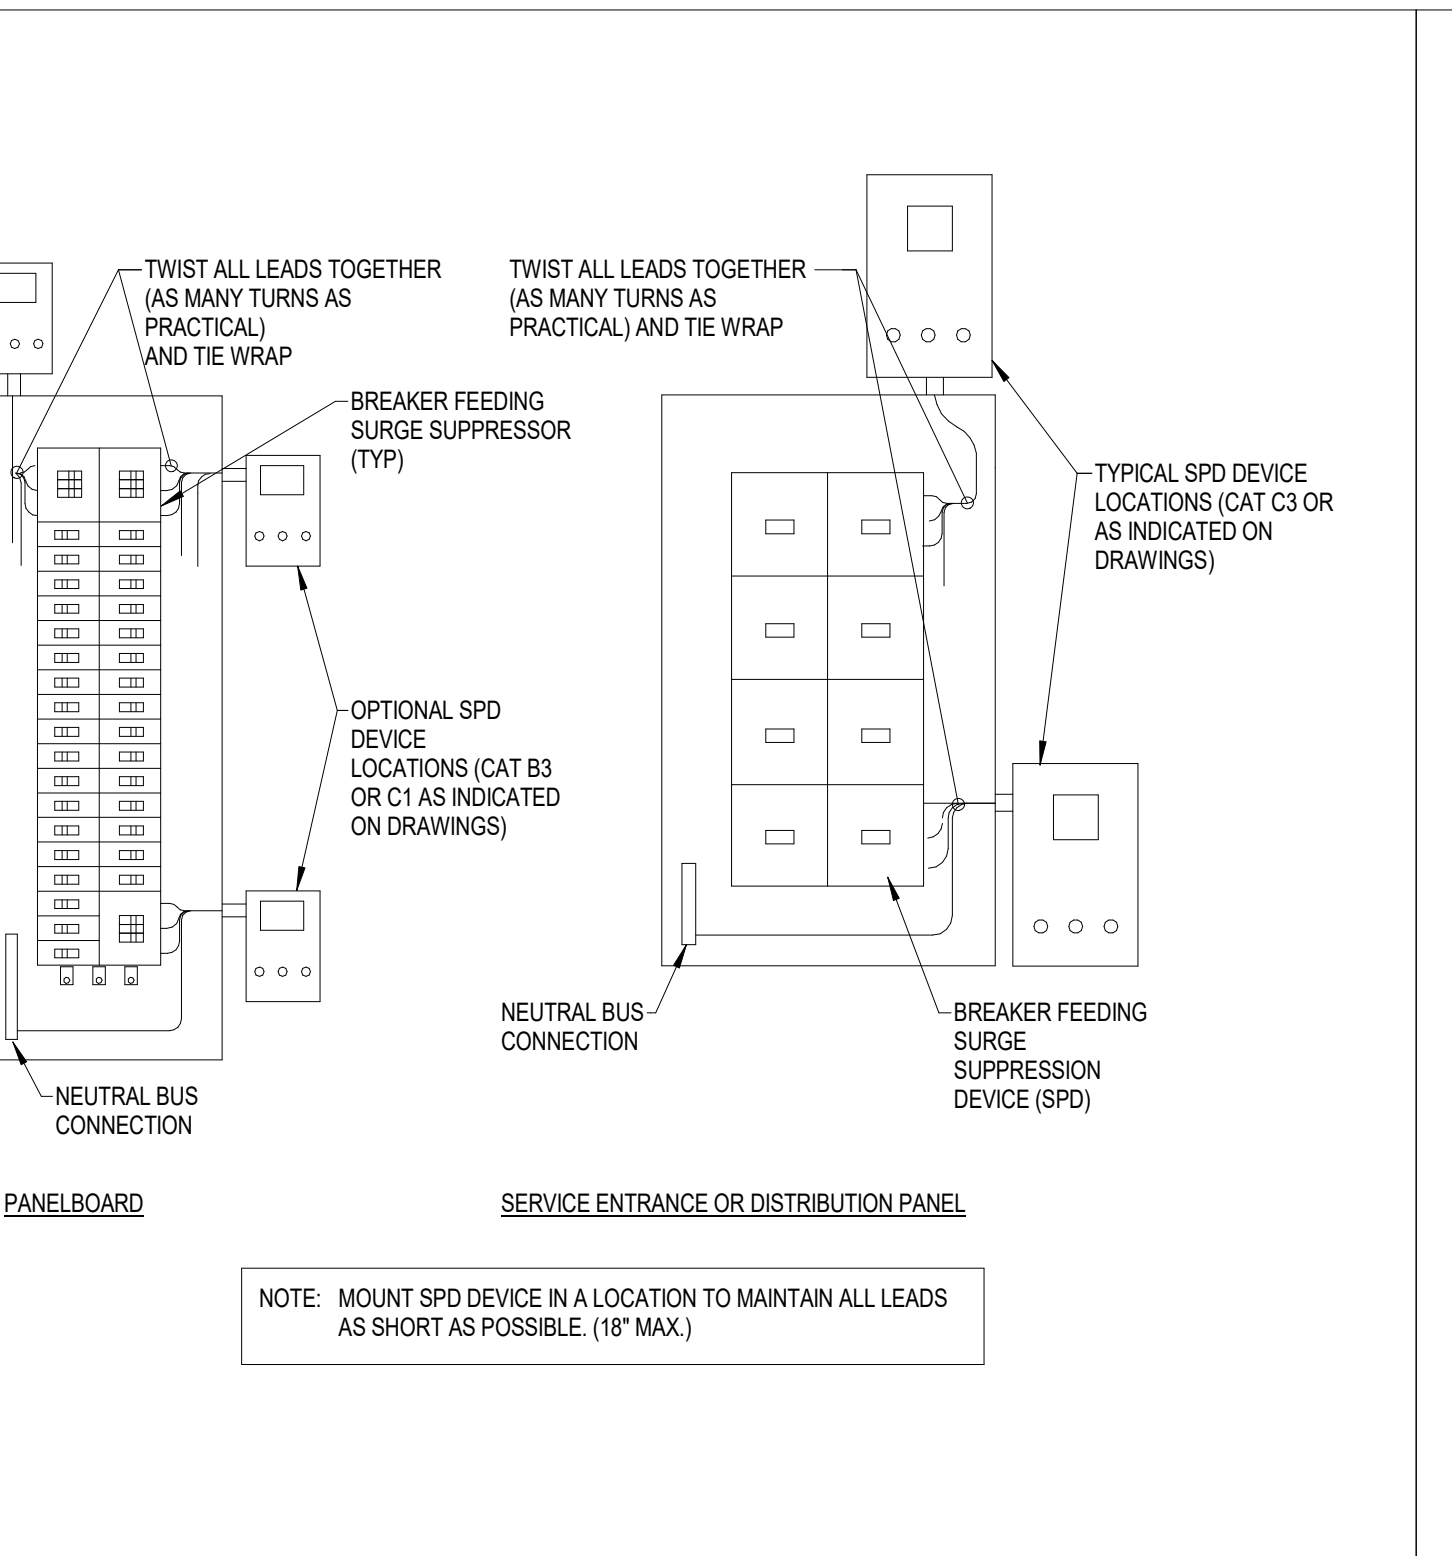 TWIST ALL LEADS TOGETHER
(AS MANY TURNS AS
PRACTICAL)
AND TIE WRAP
BREAKER FEEDING
SURGE SUPPRESSOR
(TYP)
OPTIONAL SPD
DEVICE
LOCATIONS (CAT B3
OR C1 AS INDICATED
ON DRAWINGS)
NEUTRAL BUS
CONNECTION
PANELBOARD
TWIST ALL LEADS TOGETHER
(AS MANY TURNS AS
PRACTICAL) AND TIE WRAP
TYPICAL SPD DEVICE
LOCATIONS (CAT C3 OR
AS INDICATED ON
DRAWINGS)
NEUTRAL BUS
CONNECTION
BREAKER FEEDING
SURGE
SUPPRESSION
DEVICE (SPD)
SERVICE ENTRANCE OR DISTRIBUTION PANEL
NOTE: MOUNT SPD DEVICE IN A LOCATION TO MAINTAIN ALL LEADS
AS SHORT AS POSSIBLE. (18" MAX.)